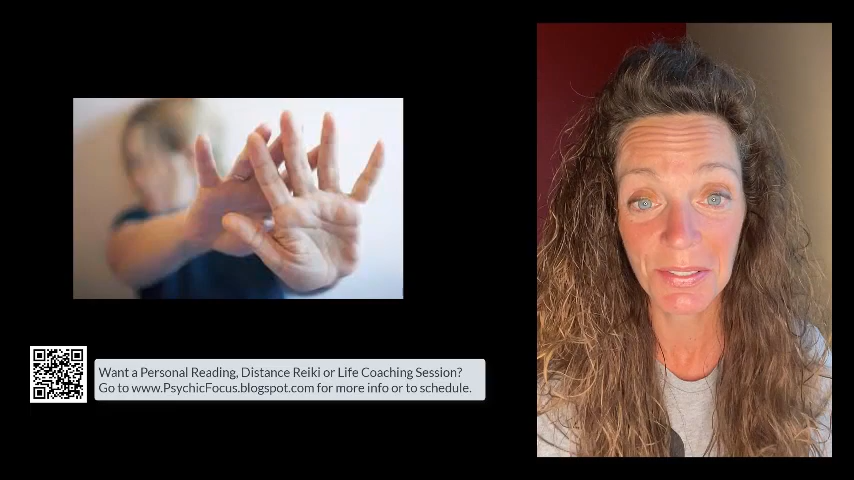 Want a Personal Reading, Distance Reiki or Life Coaching Session?
Go to www.PsychicFocus.blogspot.com for more info or to schedule.